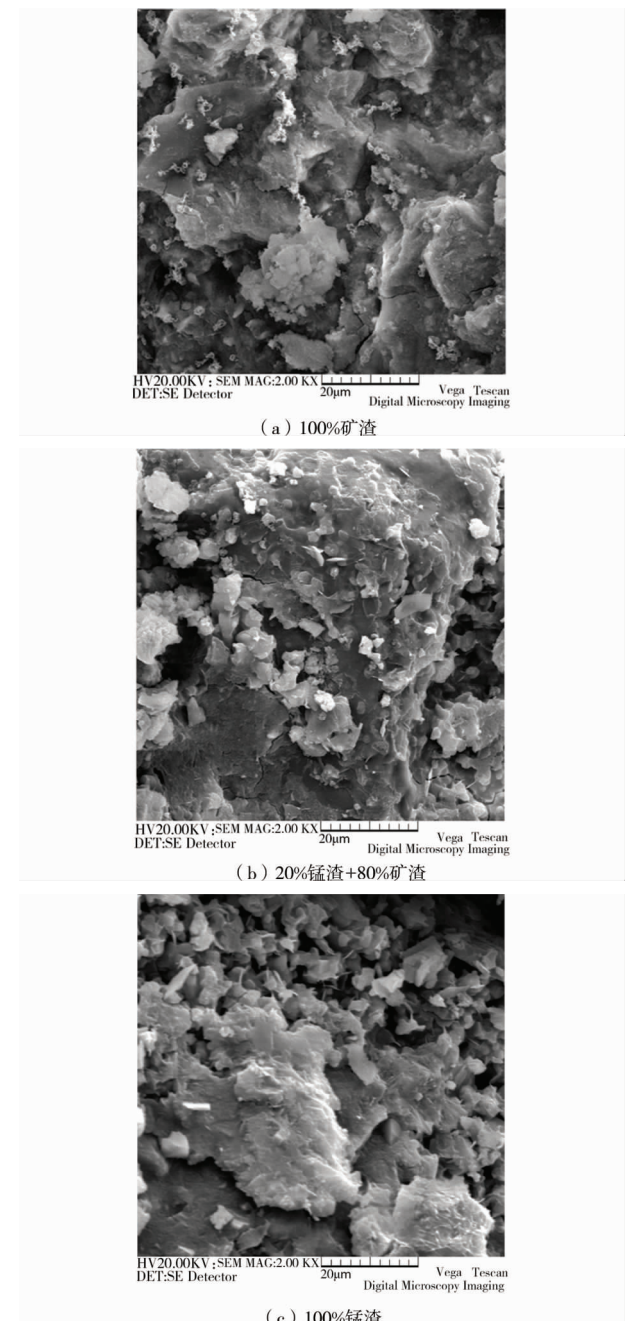 HV20.00KV: SEM MAG:2.00 KX
20μm
Vega Tescan
DET:SE Detector
Digital Microscopy Imaging
（a）100%矿渣
HV20.00KV:SEM MAG:2.00 KX
20μm
Vega Tescan
DET:SE Detector
Digital Microscopy Imaging
（b）20%锰渣+80%矿渣
HV20.00KV:SEM MAG:2.00 KX
20μm
Vega Tescan
DET:SE Detector
Digital Microscopy Imaging
（c）100%锰渣